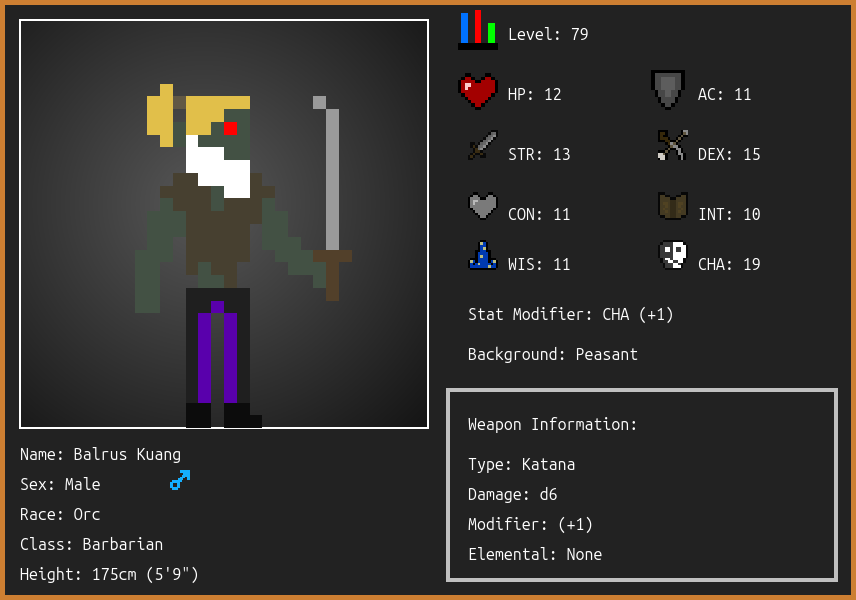 Level: 79
HP: 12
AC: 11
STR: 13
DEX: 15
CON: 11
INT: 10
WIS: 11
CHA: 19
Stat Modifier: CHA (+1)
Background: Peasant
Name: Balrus Kuang
Sex: Male
Race: Orc
Class: Barbarian
Height: 175cm (5'9")
Weapon Information:
Type: Katana
Damage: d6
Modifier: (+1)
Elemental: None